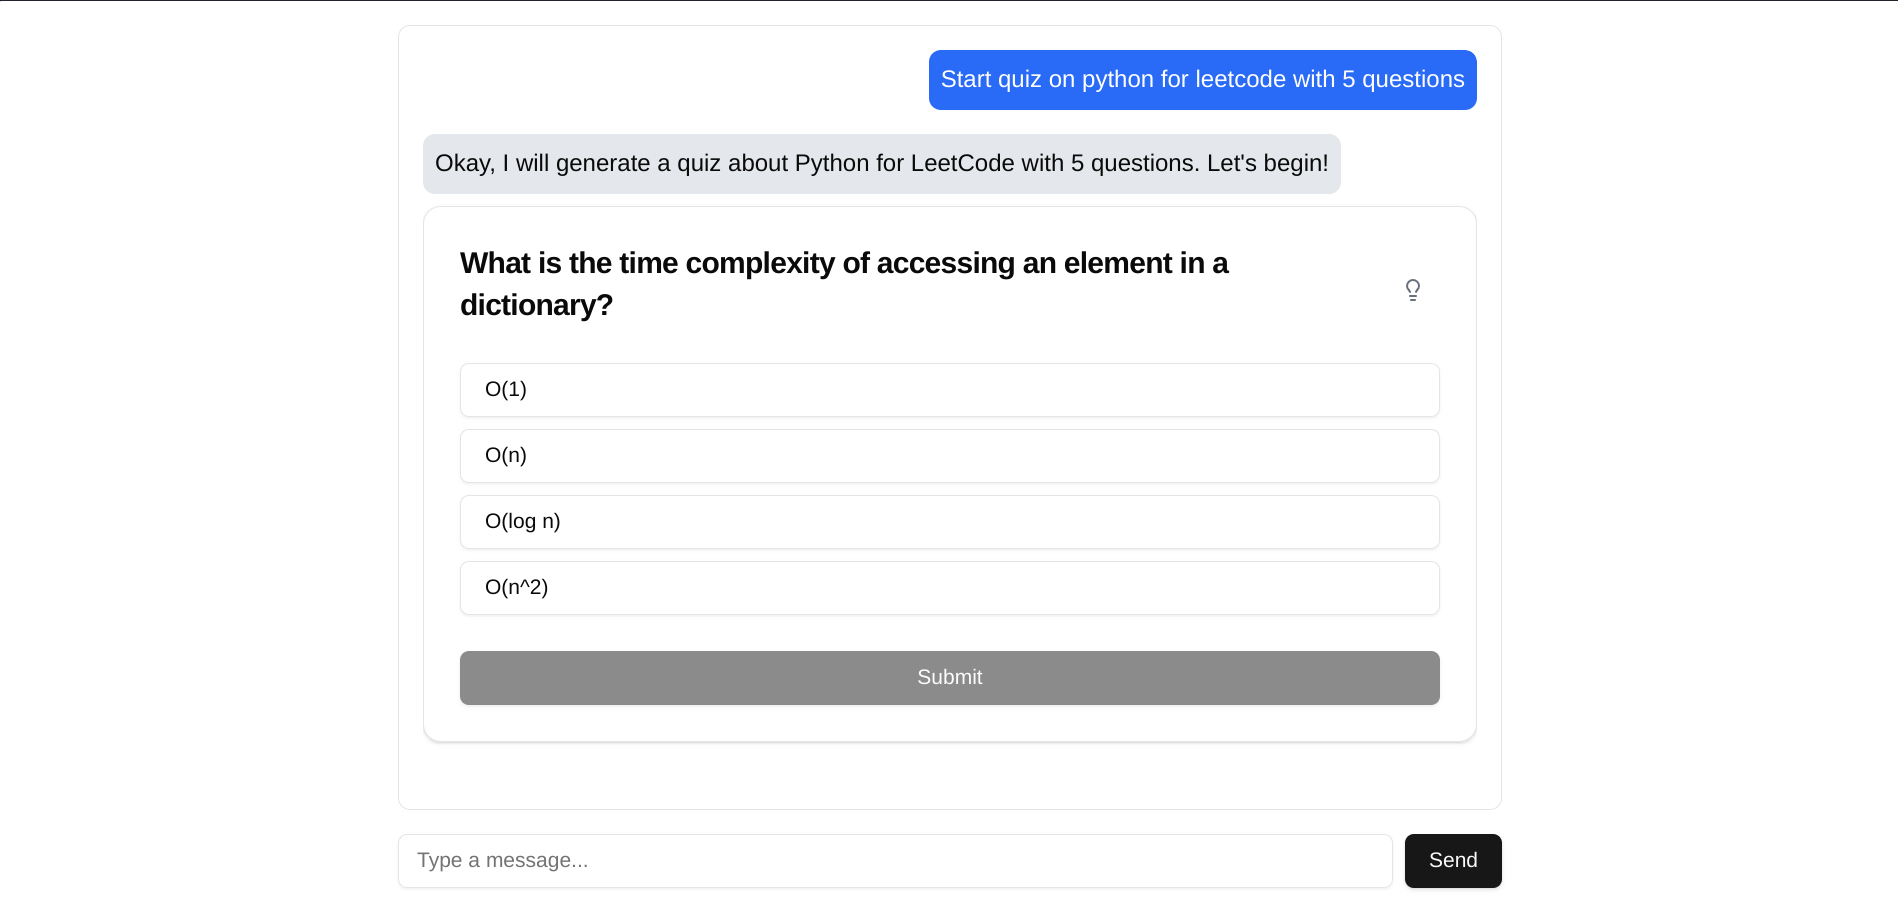 Start quiz on python for leetcode with 5 questions
Okay, I will generate a quiz about Python for LeetCode with 5 questions. Let's begin!
What is the time complexity of accessing an element in a
dictionary?
O(1)
O(n)
O(log n)
O(n^2)
Submit
Type a message...
Send